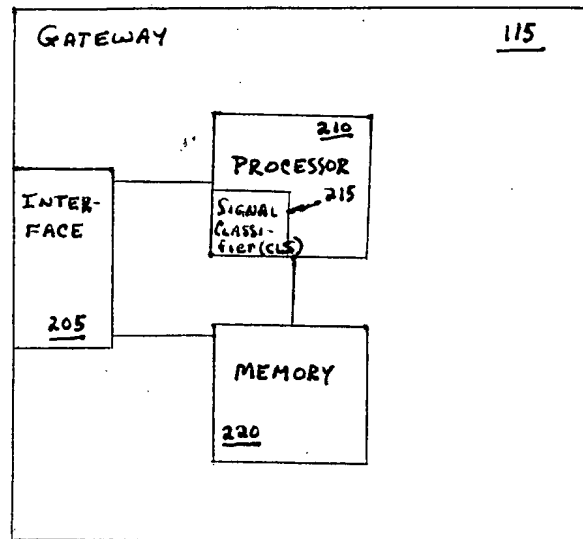 GATEWAY 115
210
PROCESSOR
215
SIGNAL
CLASSI-
fier (CLS)
INTER-
FACE
205
MEMORY
220